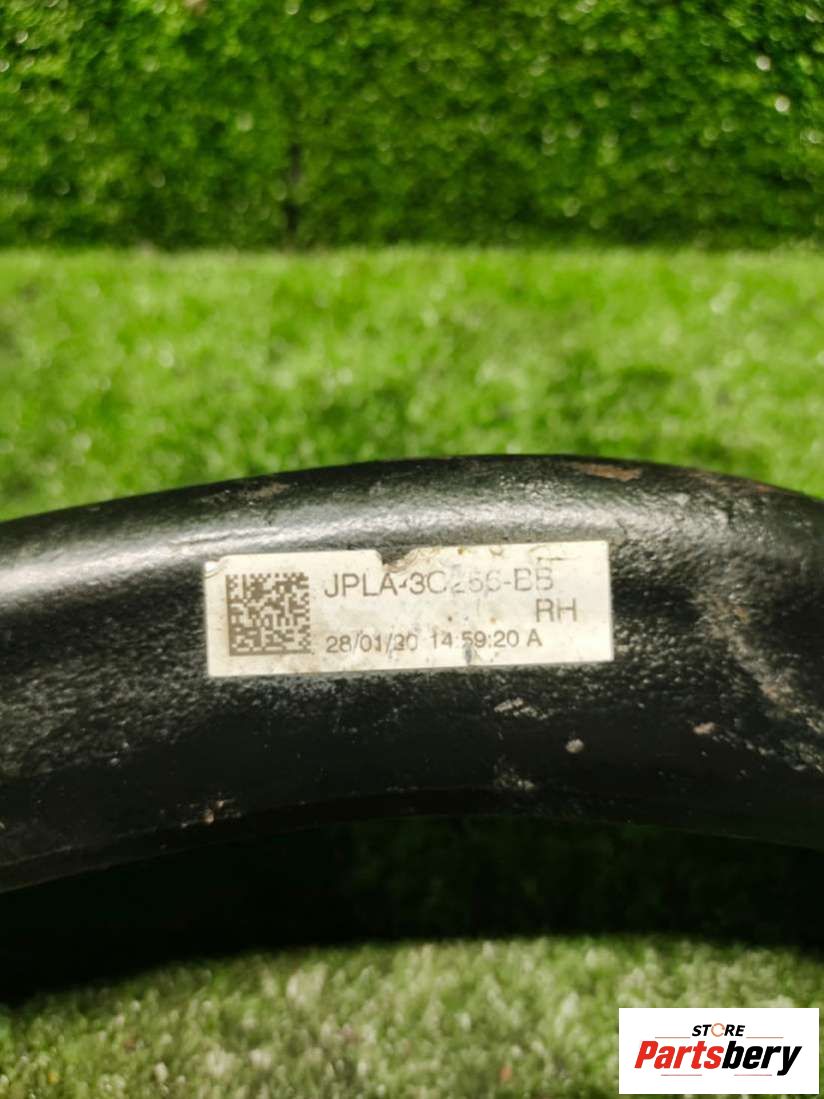 JPLA-3C266-BB
RH
28/01/20 14:59:20 A
STORE
Partsbery